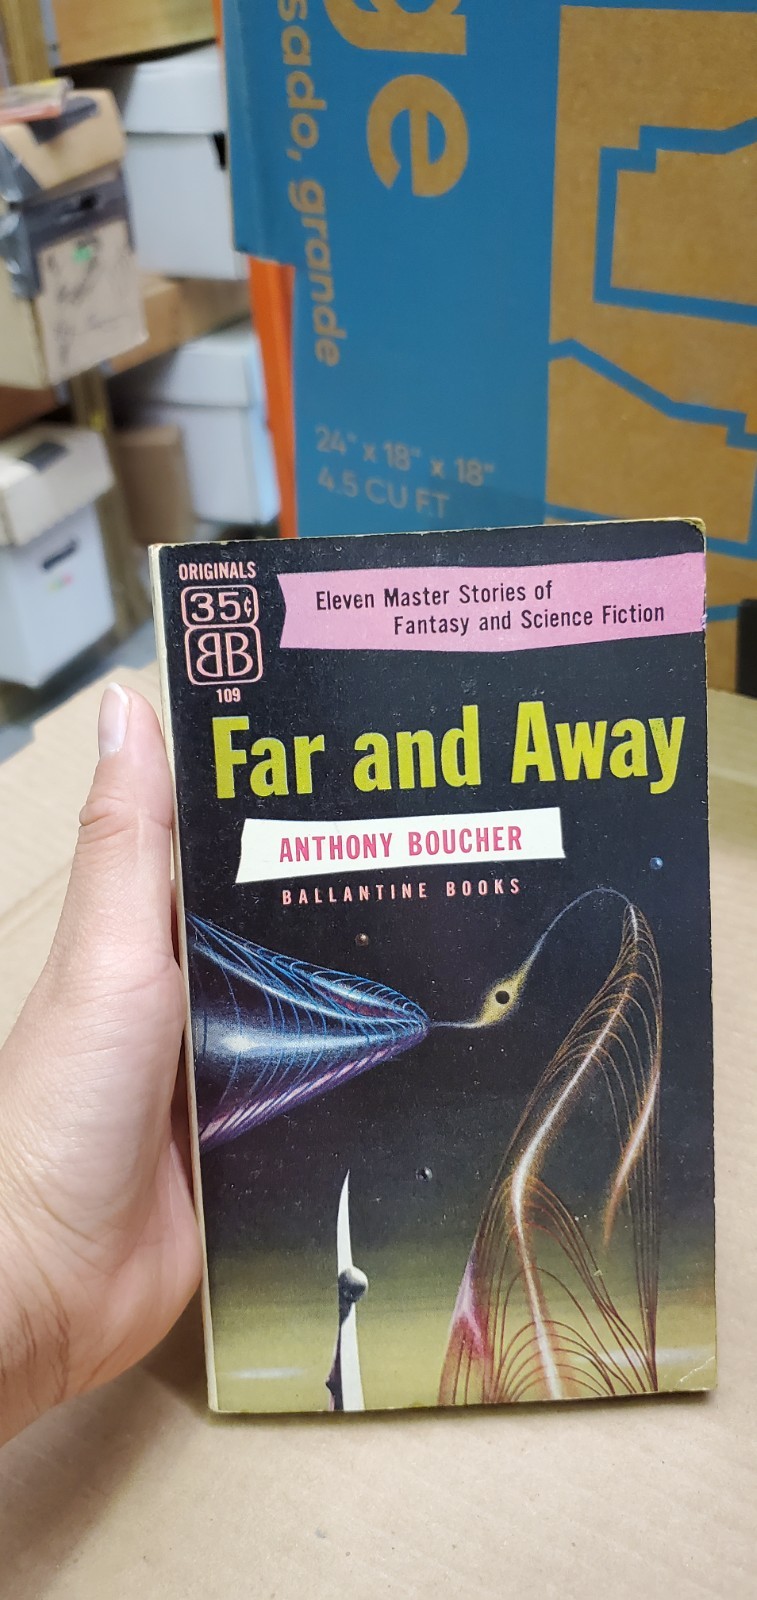 ge
sado, grande
24" x 18" x 18"
4.5 CU FT
ORIGINALS
35¢
BB
109
Eleven Master Stories of
Fantasy and Science Fiction
Far and Away
ANTHONY BOUCHER
BALLANTINE BOOKS